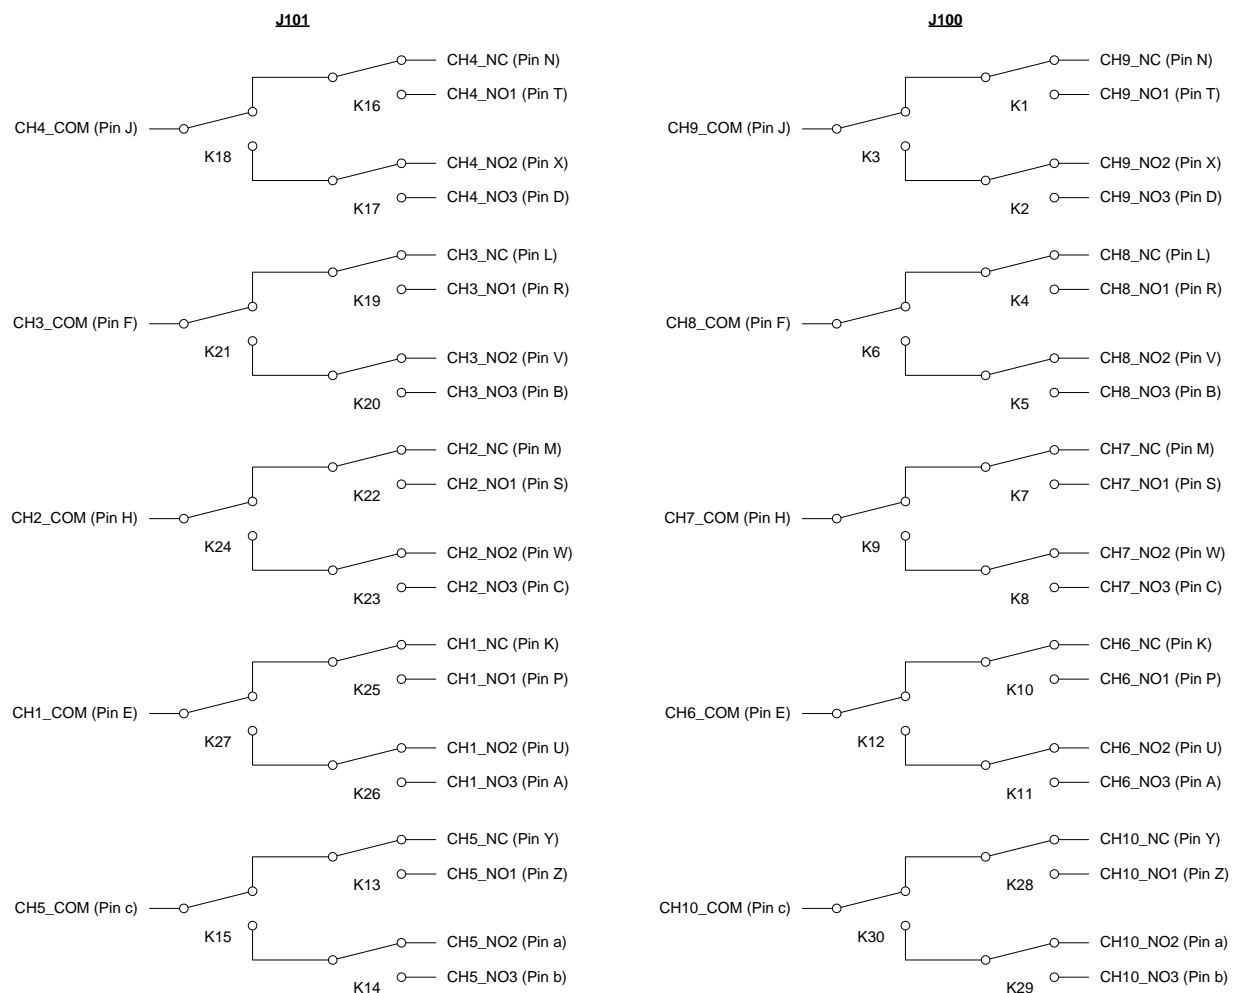 J101
CH4_NC (Pin N)
K16
CH4_NO1 (Pin T)
CH4_COM (Pin J)
K18
CH4_NO2 (Pin X)
K17
CH4_NO3 (Pin D)
CH3_NC (Pin L)
K19
CH3_NO1 (Pin R)
CH3_COM (Pin F)
K21
CH3_NO2 (Pin V)
K20
CH3_NO3 (Pin B)
CH2_NC (Pin M)
K22
CH2_NO1 (Pin S)
CH2_COM (Pin H)
K24
CH2_NO2 (Pin W)
K23
CH2_NO3 (Pin C)
CH1_NC (Pin K)
K25
CH1_NO1 (Pin P)
CH1_COM (Pin E)
K27
CH1_NO2 (Pin U)
K26
CH1_NO3 (Pin A)
CH5_NC (Pin Y)
K13
CH5_NO1 (Pin Z)
CH5_COM (Pin c)
K15
CH5_NO2 (Pin a)
K14
CH5_NO3 (Pin b)
J100
CH9_NC (Pin N)
K1
CH9_NO1 (Pin T)
CH9_COM (Pin J)
K3
CH9_NO2 (Pin X)
K2
CH9_NO3 (Pin D)
CH8_NC (Pin L)
K4
CH8_NO1 (Pin R)
CH8_COM (Pin F)
K6
CH8_NO2 (Pin V)
K5
CH8_NO3 (Pin B)
CH7_NC (Pin M)
K7
CH7_NO1 (Pin S)
CH7_COM (Pin H)
K9
CH7_NO2 (Pin W)
K8
CH7_NO3 (Pin C)
CH6_NC (Pin K)
K10
CH6_NO1 (Pin P)
CH6_COM (Pin E)
K12
CH6_NO2 (Pin U)
K11
CH6_NO3 (Pin A)
CH10_NC (Pin Y)
K28
CH10_NO1 (Pin Z)
CH10_COM (Pin c)
K30
CH10_NO2 (Pin a)
K29
CH10_NO3 (Pin b)